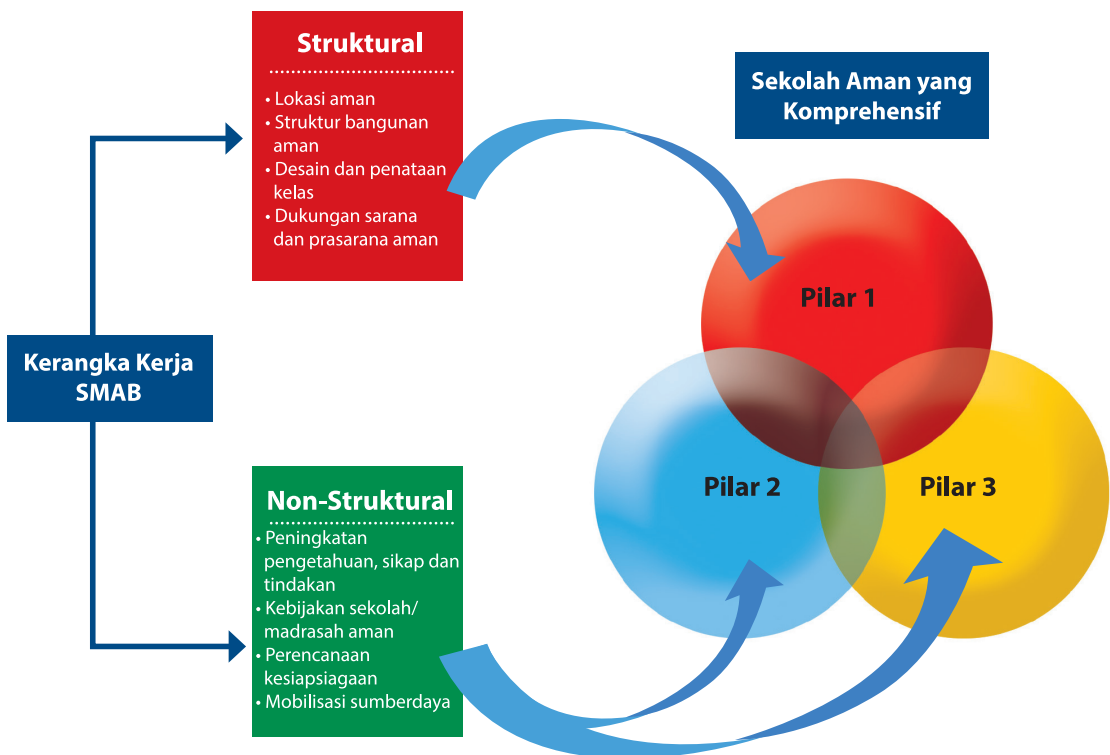 Struktural
• Lokasi aman
• Struktur bangunan
aman
• Desain dan penataan
kelas
• Dukungan sarana
dan prasarana aman
Sekolah Aman yang
Komprehensif
Kerangka Kerja
SMAB
Pilar 1
Pilar 2
Pilar 3
Non-Struktural
• Peningkatan
pengetahuan, sikap dan
tindakan
• Kebijakan sekolah/
madrasah aman
• Perencanaan
kesiapsiagaan
• Mobilisasi sumberdaya